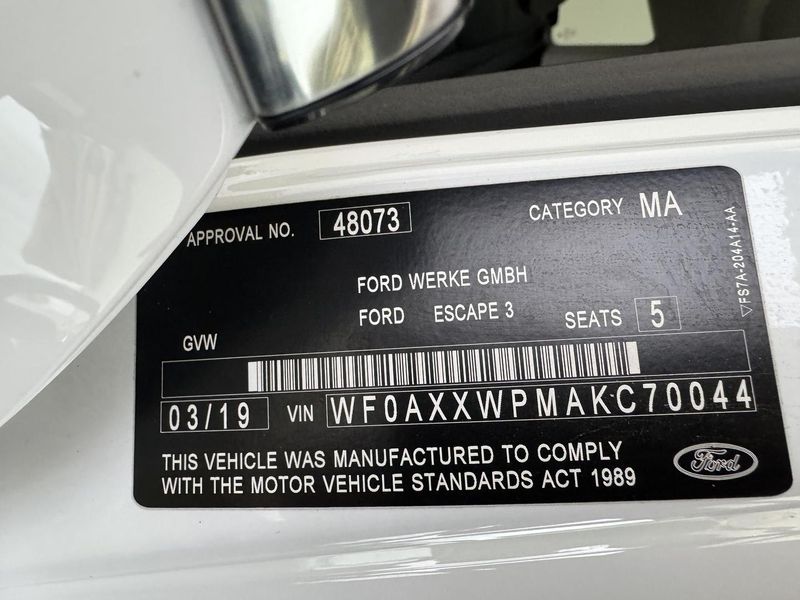 APPROVAL NO. 48073 CATEGORY MA
FORD WERKE GMBH
FORD ESCAPE 3 SEATS 5
GVW
03/19 VIN WF0AXXWPMAKC70044
THIS VEHICLE WAS MANUFACTURED TO COMPLY
WITH THE MOTOR VEHICLE STANDARDS ACT 1989
Ford
FS7A-204A14-AA